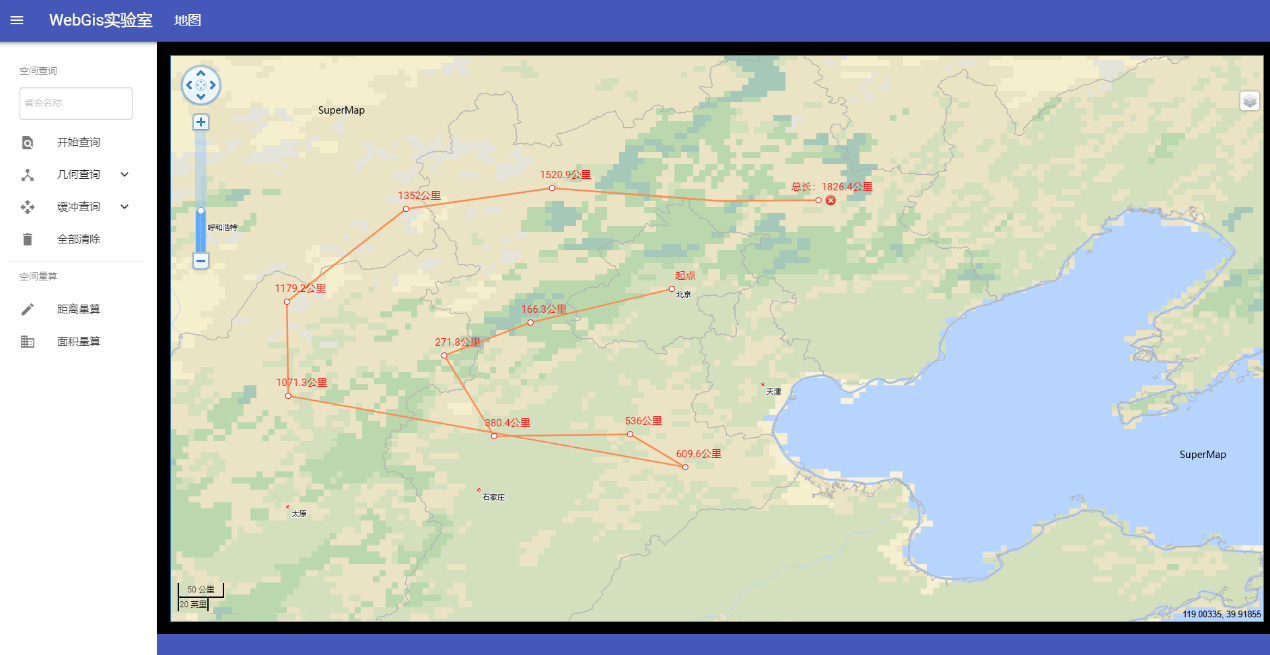 WebGis实验室 地图
空间查询
省会名称
开始查询
几何查询
缓冲查询
全部清除
空间量算
距离量算
面积量算
SuperMap
1520.9公里
总长：1826.4公里
1352公里
呼和浩特
起点
北京
1179.2公里
166.3公里
271.8公里
1071.3公里
天津
380.4公里
536公里
609.6公里
SuperMap
石家庄
太原
50 公里
20 英里
119.00335, 39.91855